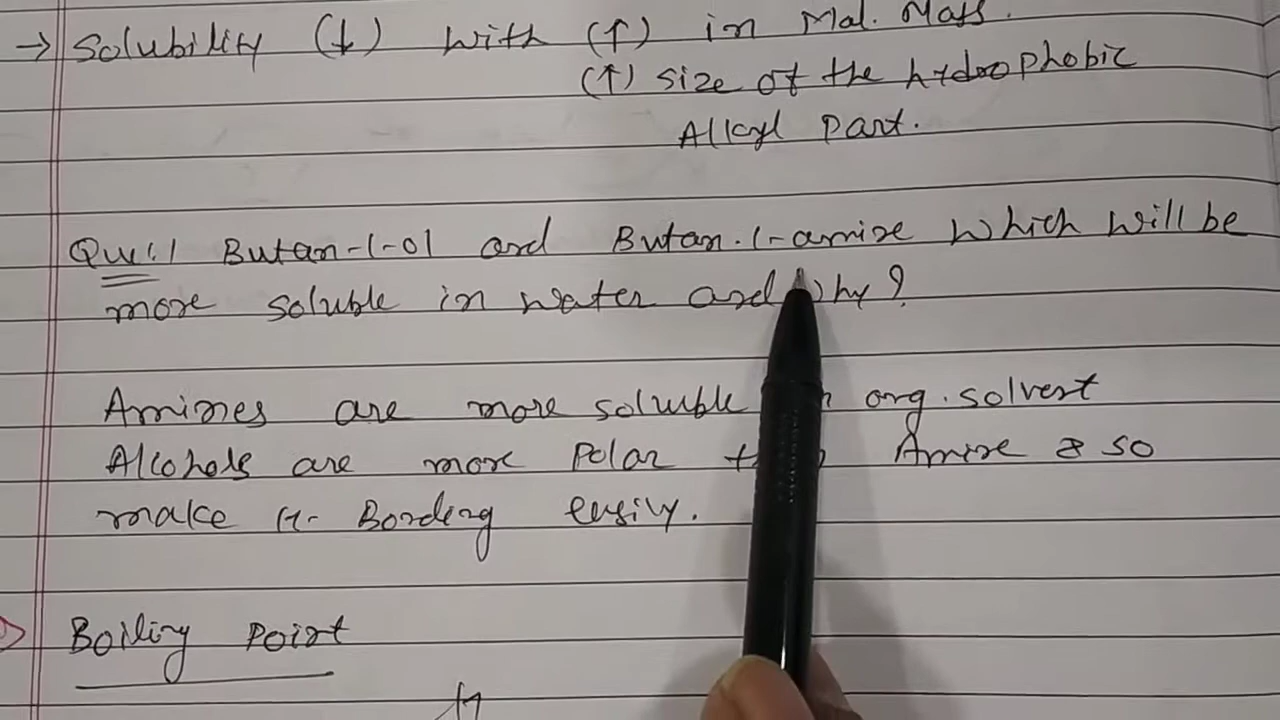 → Solubility (↓) with (↑) in Mol. Mass.
(↑) size of the hydrophobic
Alkyl Part.
Que:1 Butan-1-ol and Butan.1-amine which will be
more soluble in water and why?
Amines are more soluble in org. solvent
Alcohols are more Polar than Amine & so
make H- Bonding easily.
Boiling Point